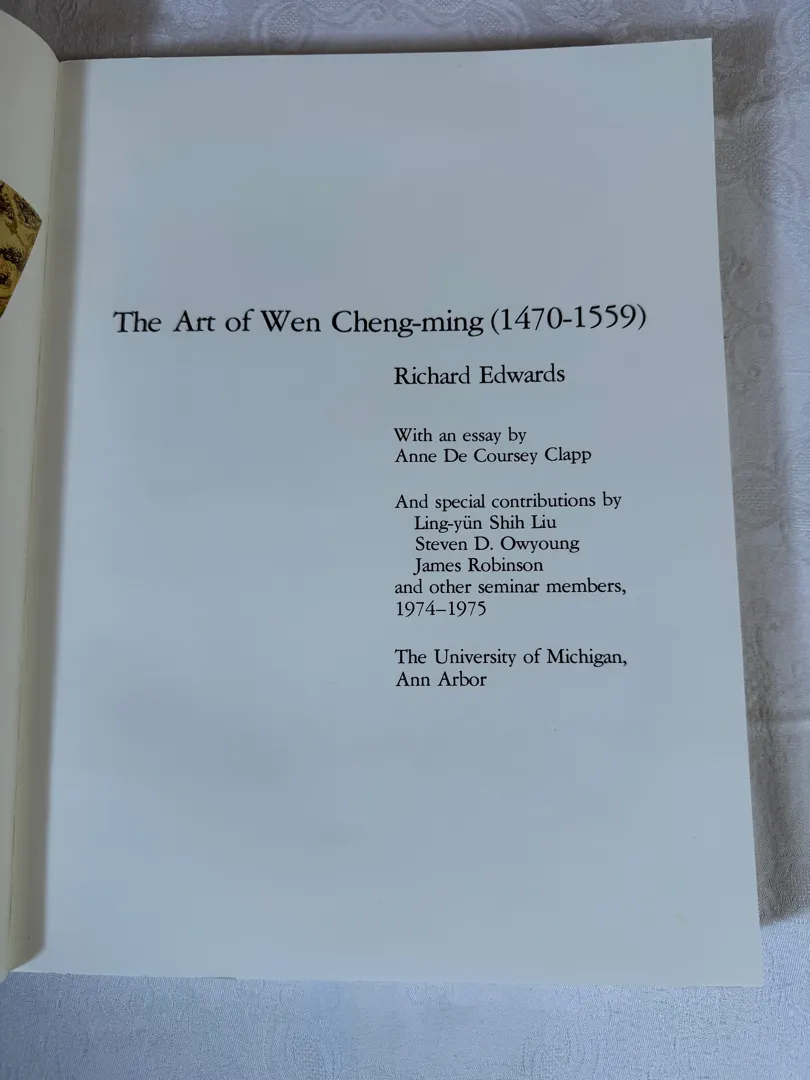 The Art of Wen Cheng-ming (1470-1559)
Richard Edwards
With an essay by
Anne De Coursey Clapp
And special contributions by
Ling-yün Shih Liu
Steven D. Owyoung
James Robinson
and other seminar members,
1974–1975
The University of Michigan,
Ann Arbor